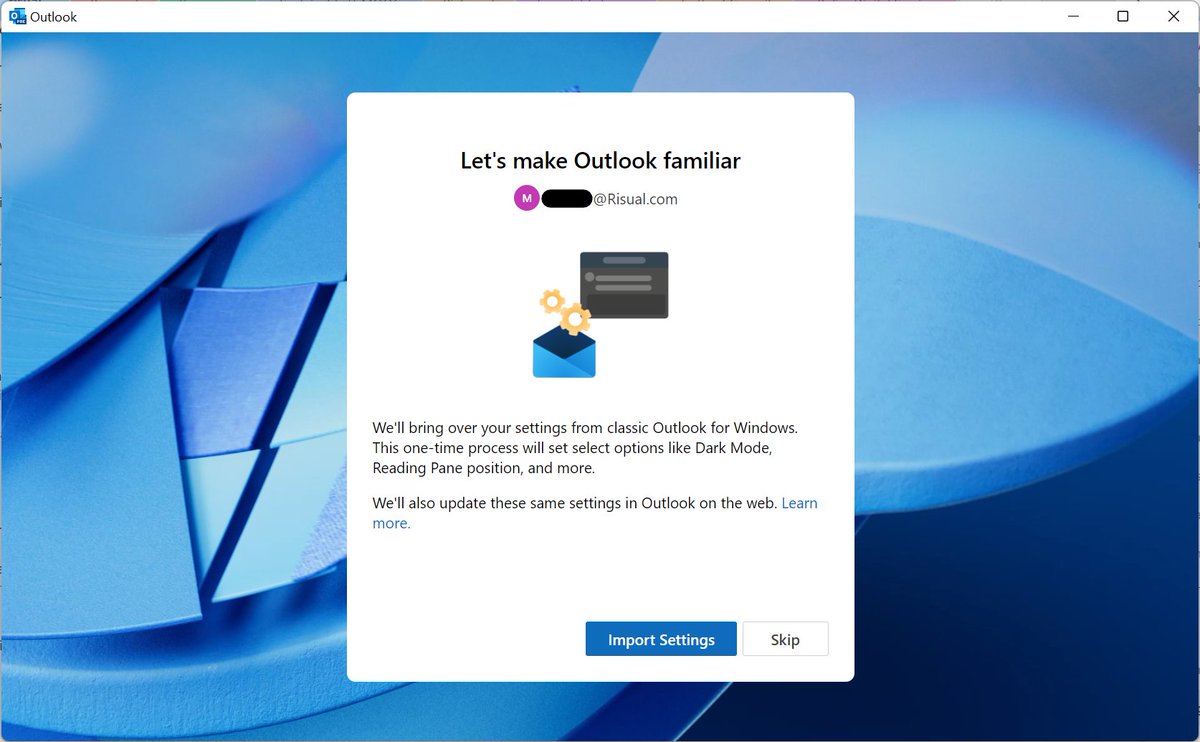 Outlook
Let's make Outlook familiar
M @Risual.com
We'll bring over your settings from classic Outlook for Windows.
This one-time process will set select options like Dark Mode,
Reading Pane position, and more.
We'll also update these same settings in Outlook on the web. Learn
more.
Import Settings Skip